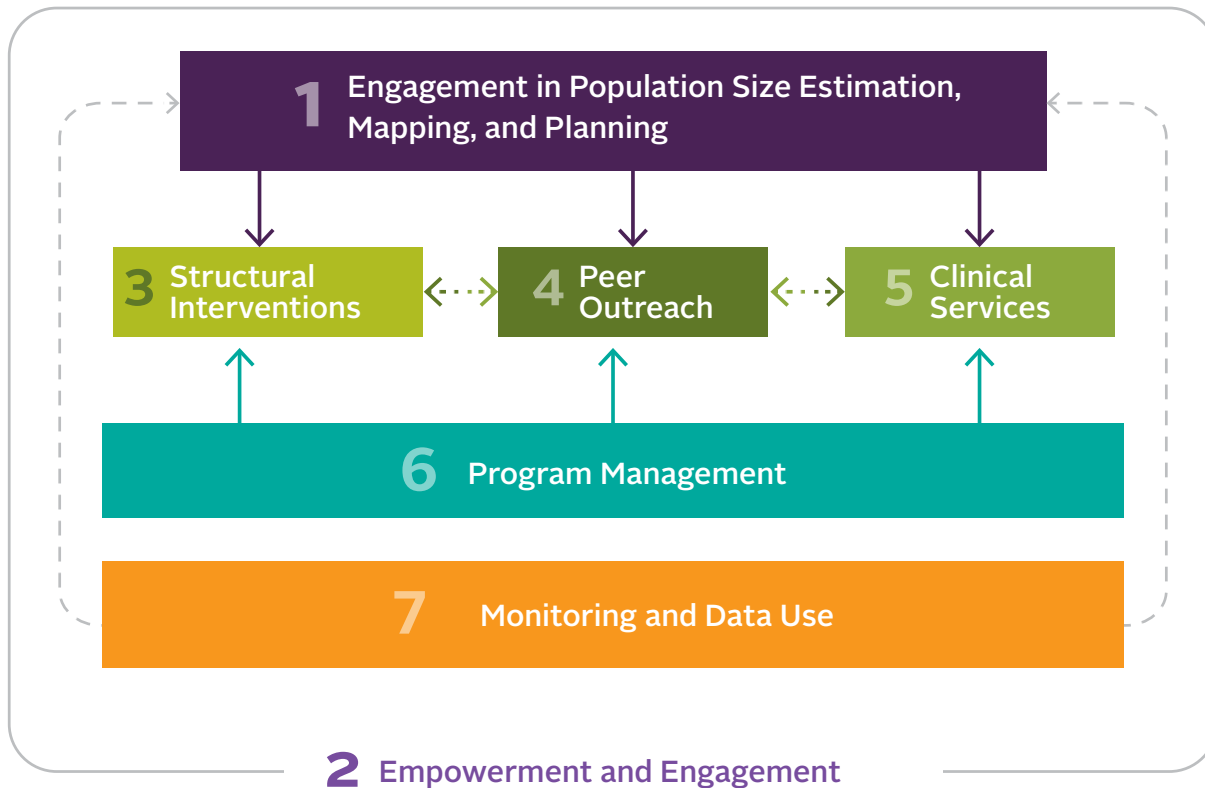 1 Engagement in Population Size Estimation,
Mapping, and Planning
3 Structural
Interventions
4 Peer
Outreach
5 Clinical
Services
6 Program Management
7 Monitoring and Data Use
2 Empowerment and Engagement